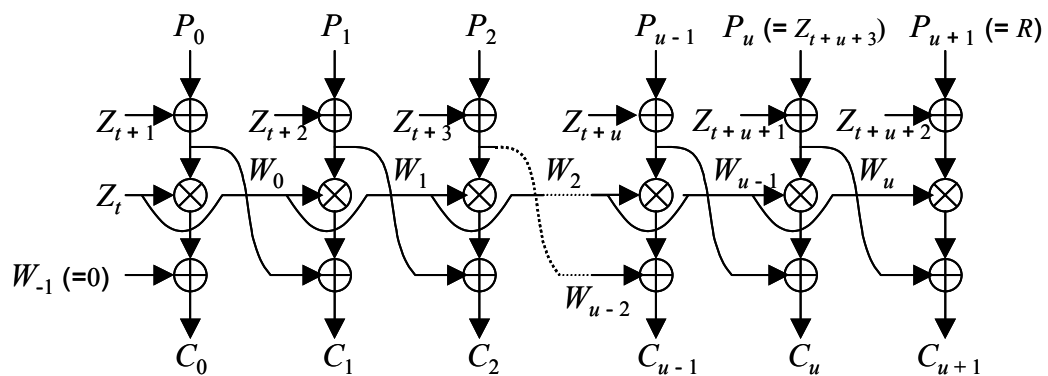 P₀ P₁ P₂ Pᵤ₋₁ Pᵤ (= Zₜ₊ᵤ₊₃) Pᵤ₊₁ (= R)
Zₜ₊₁ Zₜ₊₂ Zₜ₊₃ Zₜ₊ᵤ Zₜ₊ᵤ₊₁ Zₜ₊ᵤ₊₂
Zₜ W₀ W₁ W₂ Wᵤ₋₁ Wᵤ
W₋₁ (=0) Wᵤ₋₂
C₀ C₁ C₂ Cᵤ₋₁ Cᵤ Cᵤ₊₁